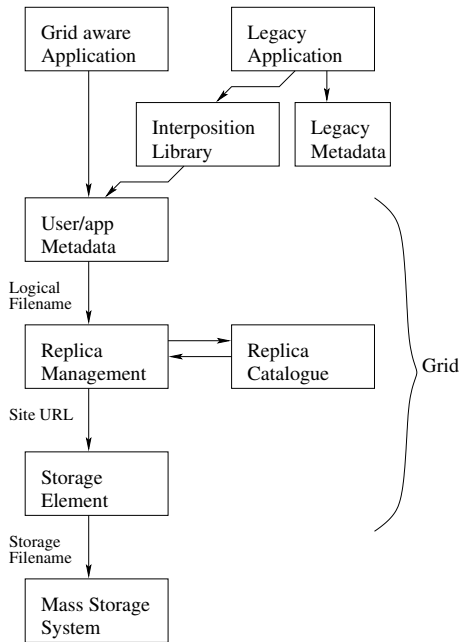 Grid aware
Application
Legacy
Application
Interposition
Library
Legacy
Metadata
User/app
Metadata
Logical
Filename
Replica
Management
Replica
Catalogue
Grid
Site URL
Storage
Element
Storage
Filename
Mass Storage
System